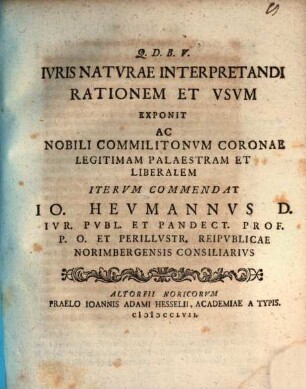 Q. D. B. V.
IVRIS NATVRAE INTERPRETANDI
RATIONEM ET VSVM
EXPONIT
AC
NOBILI COMMILITONVM CORONAE
LEGITIMAM PALAESTRAM ET
LIBERALEM
ITERVM COMMENDAT
IO. HEVMANNVS D.
IVR. PVBL. ET PANDECT. PROF.
P. O. ET PERILLVSTR. REIPVBLICAE
NORIMBERGENSIS CONSILIARIVS
ALTORFII NORICORVM
PRAELO IOANNIS ADAMI HESSELII, ACADEMIAE A TYPIS.